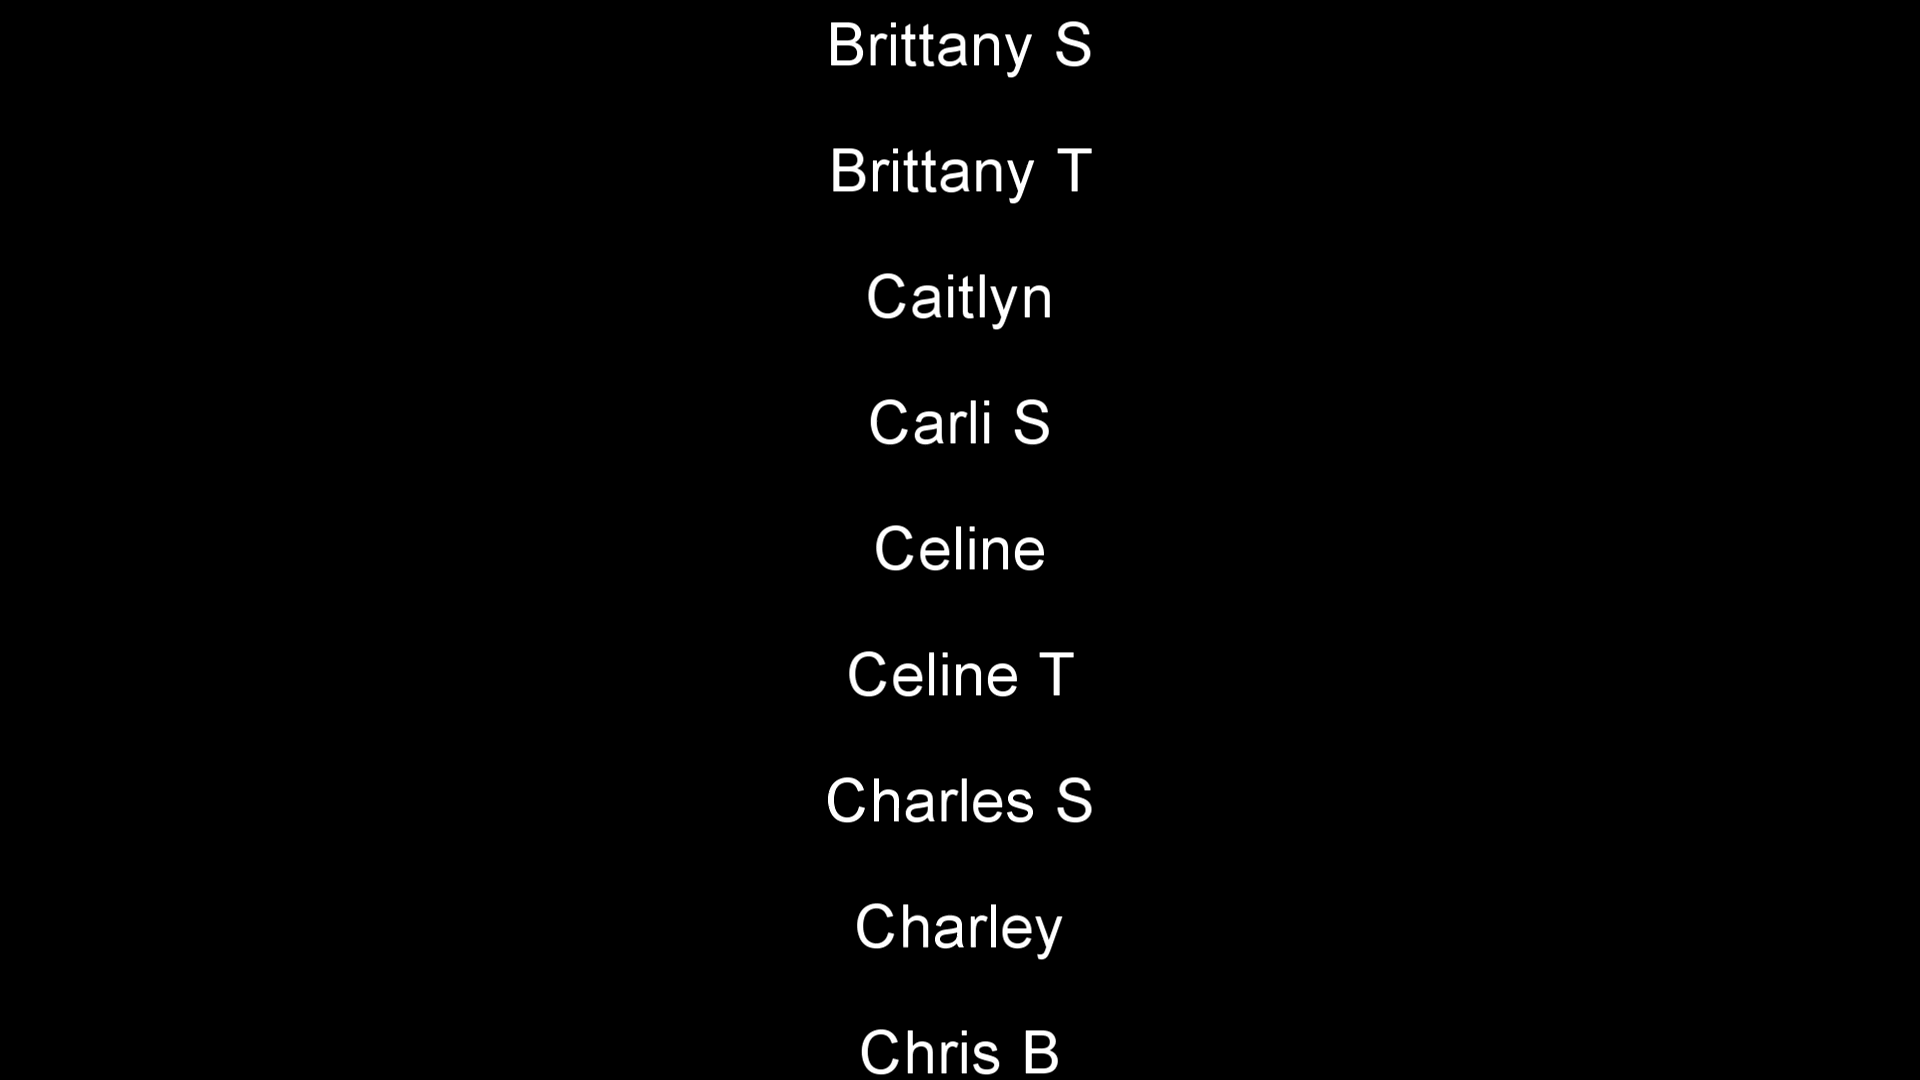 Brittany S
Brittany T
Caitlyn
Carli S
Celine
Celine T
Charles S
Charley
Chris B